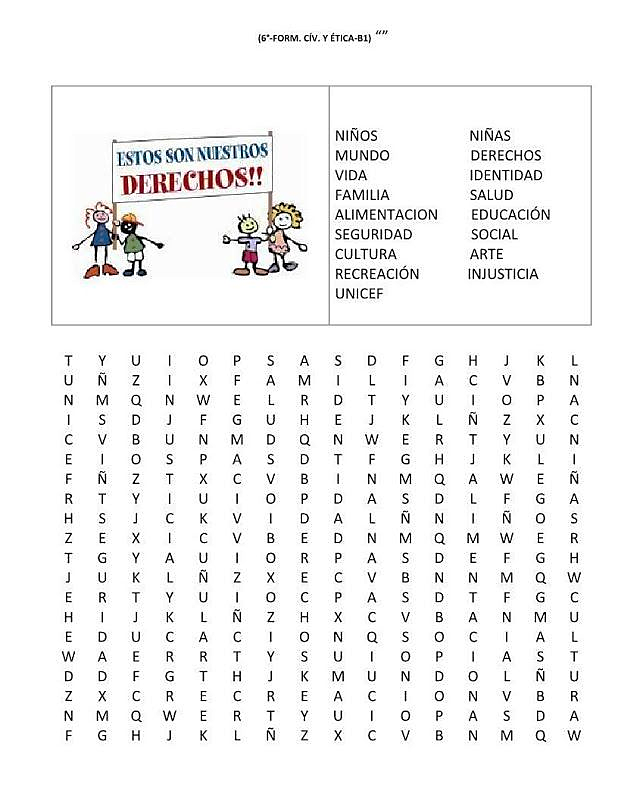 (6°-FORM. CÍV. Y ÉTICA-B1) “”
ESTOS SON NUESTROS
DERECHOS!!
NIÑOS NIÑAS
MUNDO DERECHOS
VIDA IDENTIDAD
FAMILIA SALUD
ALIMENTACION EDUCACIÓN
SEGURIDAD SOCIAL
CULTURA ARTE
RECREACIÓN INJUSTICIA
UNICEF
T Y U I O P S A S D F G H J K L
U Ñ Z I X F A M I L I A C V B N
N M Q N W E L R D T Y U I O P A
I S D J F G U H E J K L Ñ Z X C
C V B U N M D Q N W E R T Y U N
E I O S P A S D T F G H J K L I
F Ñ Z T X C V B I N M Q A W E Ñ
R T Y I U I O P D A S D L F G A
H S J C K V I D A L Ñ N I Ñ O S
Z E X I C V B E D N M Q M W E R
T G Y A U I O R P A S D E F G H
J U K L Ñ Z X E C V B N N M Q W
E R T Y U I O C P A S D T F G C
H I J K L Ñ Z H X C V B A N M U
E D U C A C I O N Q S O C I A L
W A E R R T Y S U I O P I A S T
D D F G T H J K M U N D O L Ñ U
Z X C R E C R E A C I O N V B R
N M Q W E R T Y U I O P A S D A
F G H J K L Ñ Z X C V B N M Q W